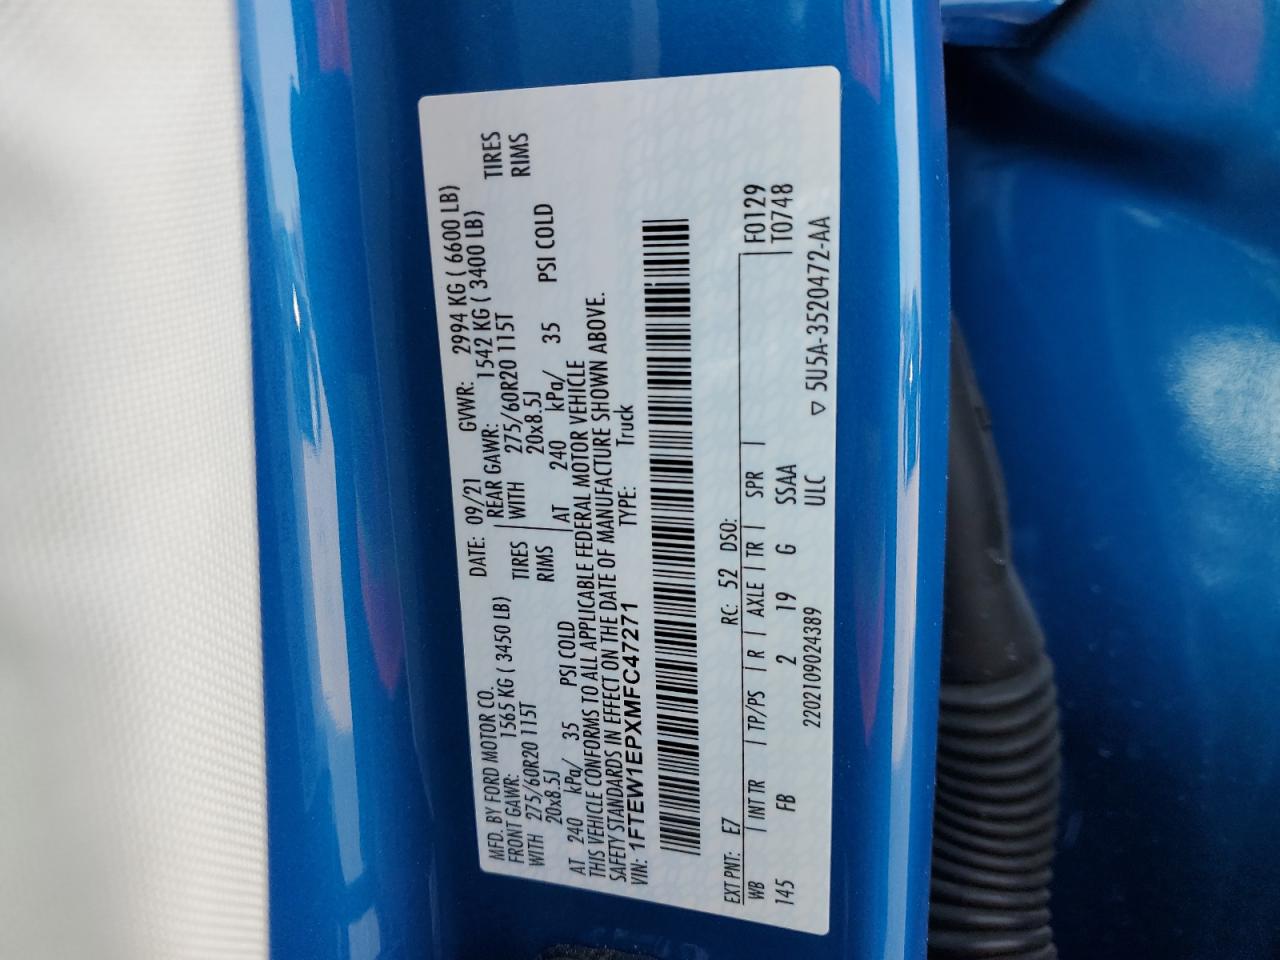 MFD. BY FORD MOTOR CO. DATE: 09/21 GVWR: 2994 KG ( 6600 LB)
FRONT GAWR: 1565 KG ( 3450 LB) REAR GAWR: 1542 KG ( 3400 LB)
WITH 275/60R20 115T TIRES WITH 275/60R20 115T TIRES
20x8.5J RIMS 20x8.5J RIMS
AT 240 kPa/ 35 PSI COLD AT 240 kPa/ 35 PSI COLD
THIS VEHICLE CONFORMS TO ALL APPLICABLE FEDERAL MOTOR VEHICLE
SAFETY STANDARDS IN EFFECT ON THE DATE OF MANUFACTURE SHOWN ABOVE.
VIN: 1FTEW1EPXMFC47271 TYPE: Truck
EXT PNT: E7 RC: 52 DSO: F0129
WB INT TR TP/PS R AXLE TR SPR T0748
145 FB 2 19 G SSAA
2202109024389 ULC ▽ 5U5A-3520472-AA